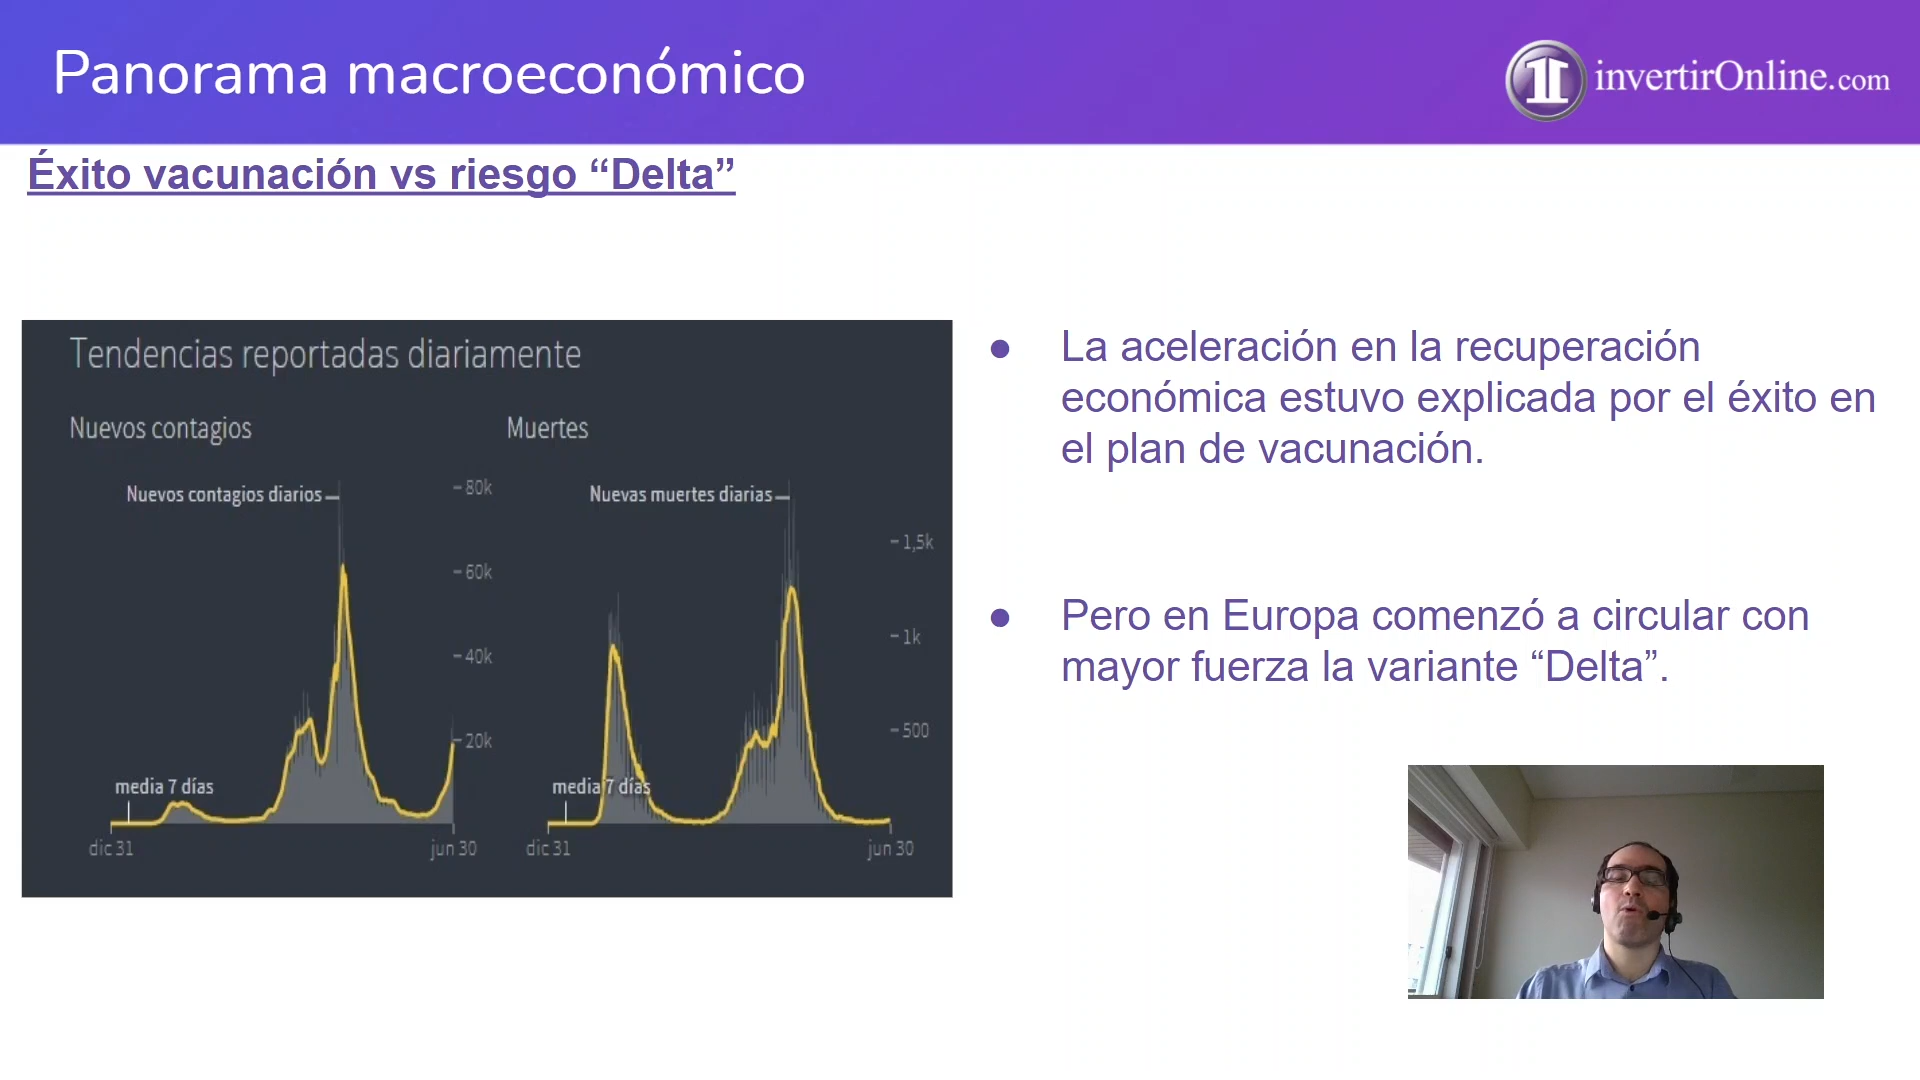 Panorama macroeconómico
invertirOnline.com
Éxito vacunación vs riesgo “Delta”
Tendencias reportadas diariamente
Nuevos contagios
Muertes
Nuevos contagios diarios
80k
60k
40k
20k
media 7 días
dic 31
jun 30
Nuevas muertes diarias
1,5k
1k
500
media 7 días
dic 31
jun 30
● La aceleración en la recuperación
económica estuvo explicada por el éxito en
el plan de vacunación.
● Pero en Europa comenzó a circular con
mayor fuerza la variante “Delta”.